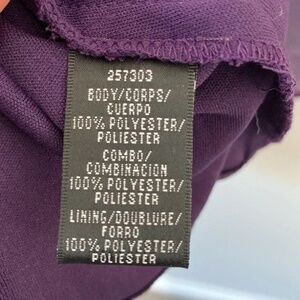 257303
BODY/CORPS/
CUERPO
100% POLYESTER/
POLIESTER
COMBO/
COMBINACION
100% POLYESTER/
POLIESTER
LINING/DOUBLURE/
FORRO
100% POLYESTER/
POLIESTER